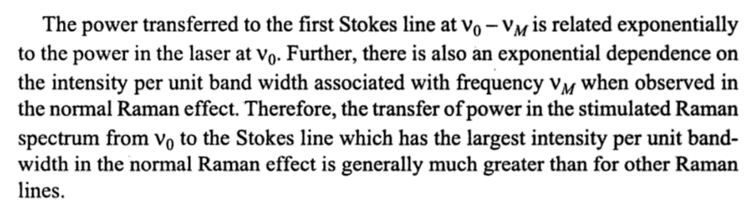 The power transferred to the first Stokes line at ν₀ – ν_M is related exponentially
to the power in the laser at ν₀. Further, there is also an exponential dependence on
the intensity per unit band width associated with frequency ν_M when observed in
the normal Raman effect. Therefore, the transfer of power in the stimulated Raman
spectrum from ν₀ to the Stokes line which has the largest intensity per unit band-
width in the normal Raman effect is generally much greater than for other Raman
lines.